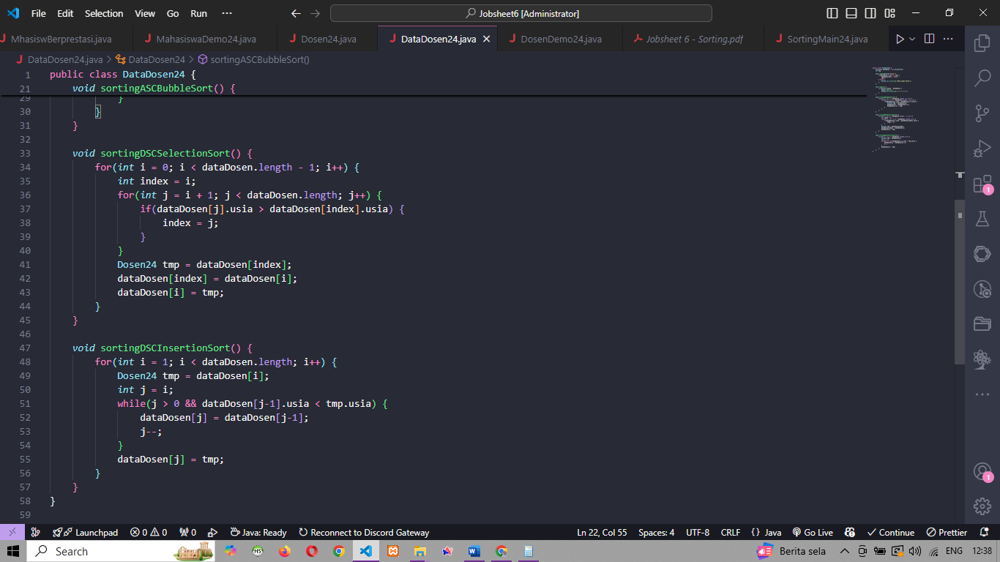 File Edit Selection View Go Run ··· Jobsheet6 [Administrator]
MhasiswBerprestasi.java MahasiswaDemo24.java Dosen24.java DataDosen24.java DosenDemo24.java Jobsheet 6 - Sorting.pdf SortingMain24.java
DataDosen24.java > DataDosen24 > sortingASCBubbleSort()
1 public class DataDosen24 {
21 void sortingASCBubbleSort() {
29 }
30 }
31 }
32
33 void sortingDSCSelectionSort() {
34 for(int i = 0; i < dataDosen.length - 1; i++) {
35 int index = i;
36 for(int j = i + 1; j < dataDosen.length; j++) {
37 if(dataDosen[j].usia > dataDosen[index].usia) {
38 index = j;
39 }
40 }
41 Dosen24 tmp = dataDosen[index];
42 dataDosen[index] = dataDosen[i];
43 dataDosen[i] = tmp;
44 }
45 }
46
47 void sortingDSCInsertionSort() {
48 for(int i = 1; i < dataDosen.length; i++) {
49 Dosen24 tmp = dataDosen[i];
50 int j = i;
51 while(j > 0 && dataDosen[j-1].usia < tmp.usia) {
52 dataDosen[j] = dataDosen[j-1];
53 j--;
54 }
55 dataDosen[j] = tmp;
56 }
57 }
58 }
59
1
1
Launchpad 0 0 0 Java: Ready Reconnect to Discord Gateway Ln 22, Col 55 Spaces: 4 UTF-8 CRLF {} Java Go Live Continue Prettier
Search Berita sela ENG 12:38